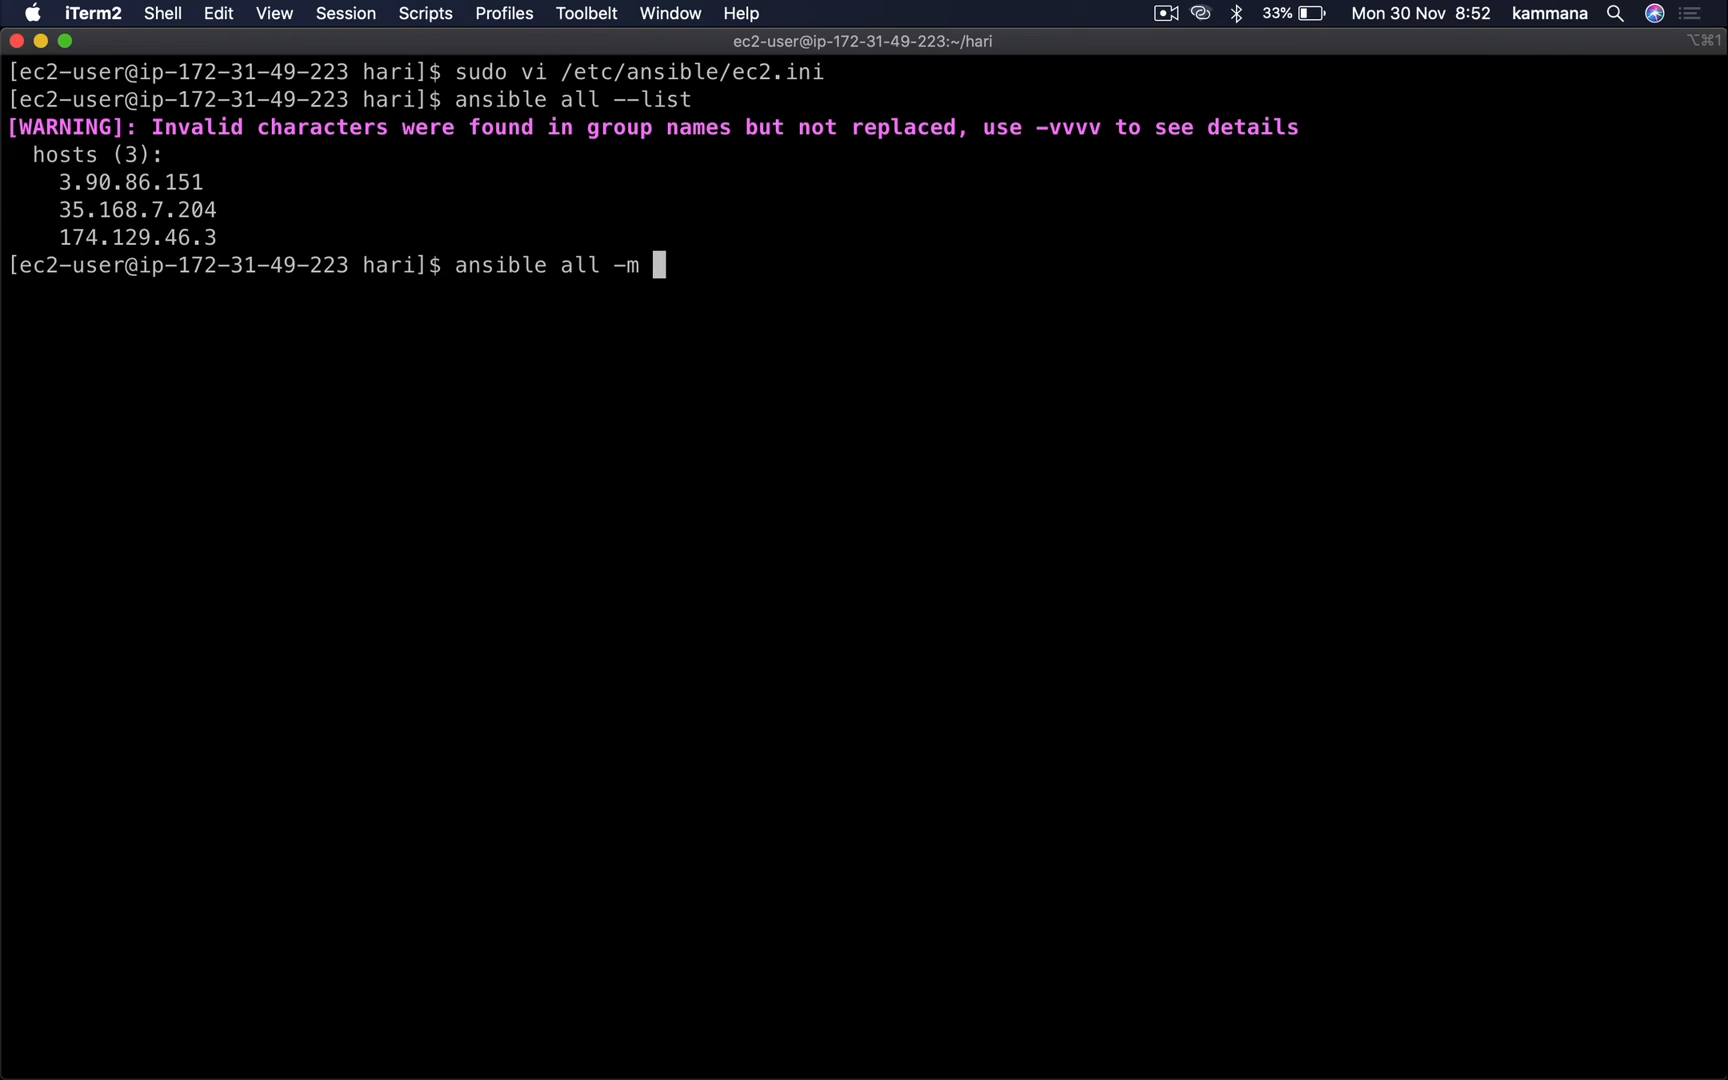 iTerm2 Shell Edit View Session Scripts Profiles Toolbelt Window Help 33% Mon 30 Nov 8:52 kammana
ec2-user@ip-172-31-49-223:~/hari ⌥⌘1
[ec2-user@ip-172-31-49-223 hari]$ sudo vi /etc/ansible/ec2.ini
[ec2-user@ip-172-31-49-223 hari]$ ansible all --list
[WARNING]: Invalid characters were found in group names but not replaced, use -vvvv to see details
hosts (3):
3.90.86.151
35.168.7.204
174.129.46.3
[ec2-user@ip-172-31-49-223 hari]$ ansible all -m